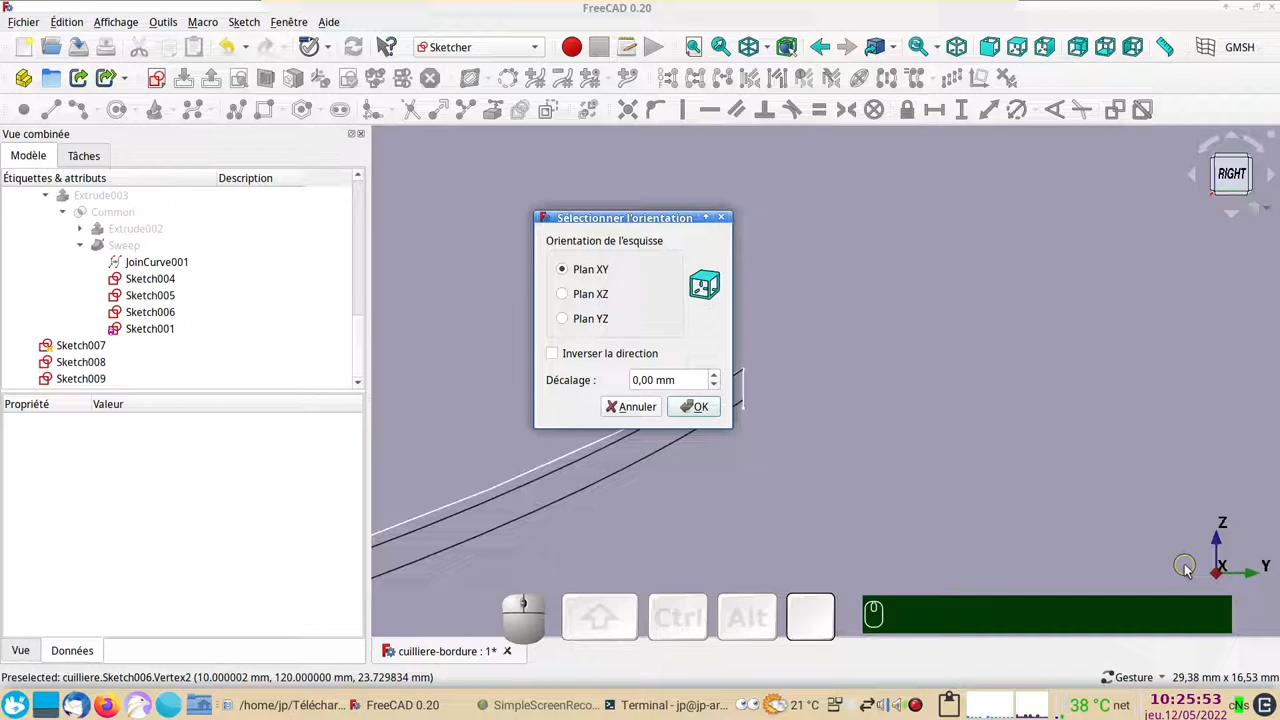 FreeCAD 0.20
Fichier Édition Affichage Outils Macro Sketch Fenêtre Aide
Sketcher
GMSH
Vue combinée
Modèle Tâches
Étiquettes & attributs Description
Extrude003
Common
Extrude002
Sweep
JoinCurve001
Sketch004
Sketch005
Sketch006
Sketch001
Sketch007
Sketch008
Sketch009
Propriété Valeur
Sélectionner l'orientation
Orientation de l'esquisse
Plan XY
Plan XZ
Plan YZ
Inverser la direction
Décalage : 0,00 mm
Annuler OK
RIGHT
Z
X Y
Ctrl Alt
Vue Données
cuilliere-bordure : 1*
Preselected: cuilliere.Sketch006.Vertex2 (10.000002 mm, 120.000000 mm, 23.729834 mm)
Gesture 29,38 mm x 16,53 mm
/home/jp/Téléchar... FreeCAD 0.20 SimpleScreenReco... Terminal - jp@jp-ar... 21 °C 38 °C net 10:25:53 cNs
jeu.12/05/2022